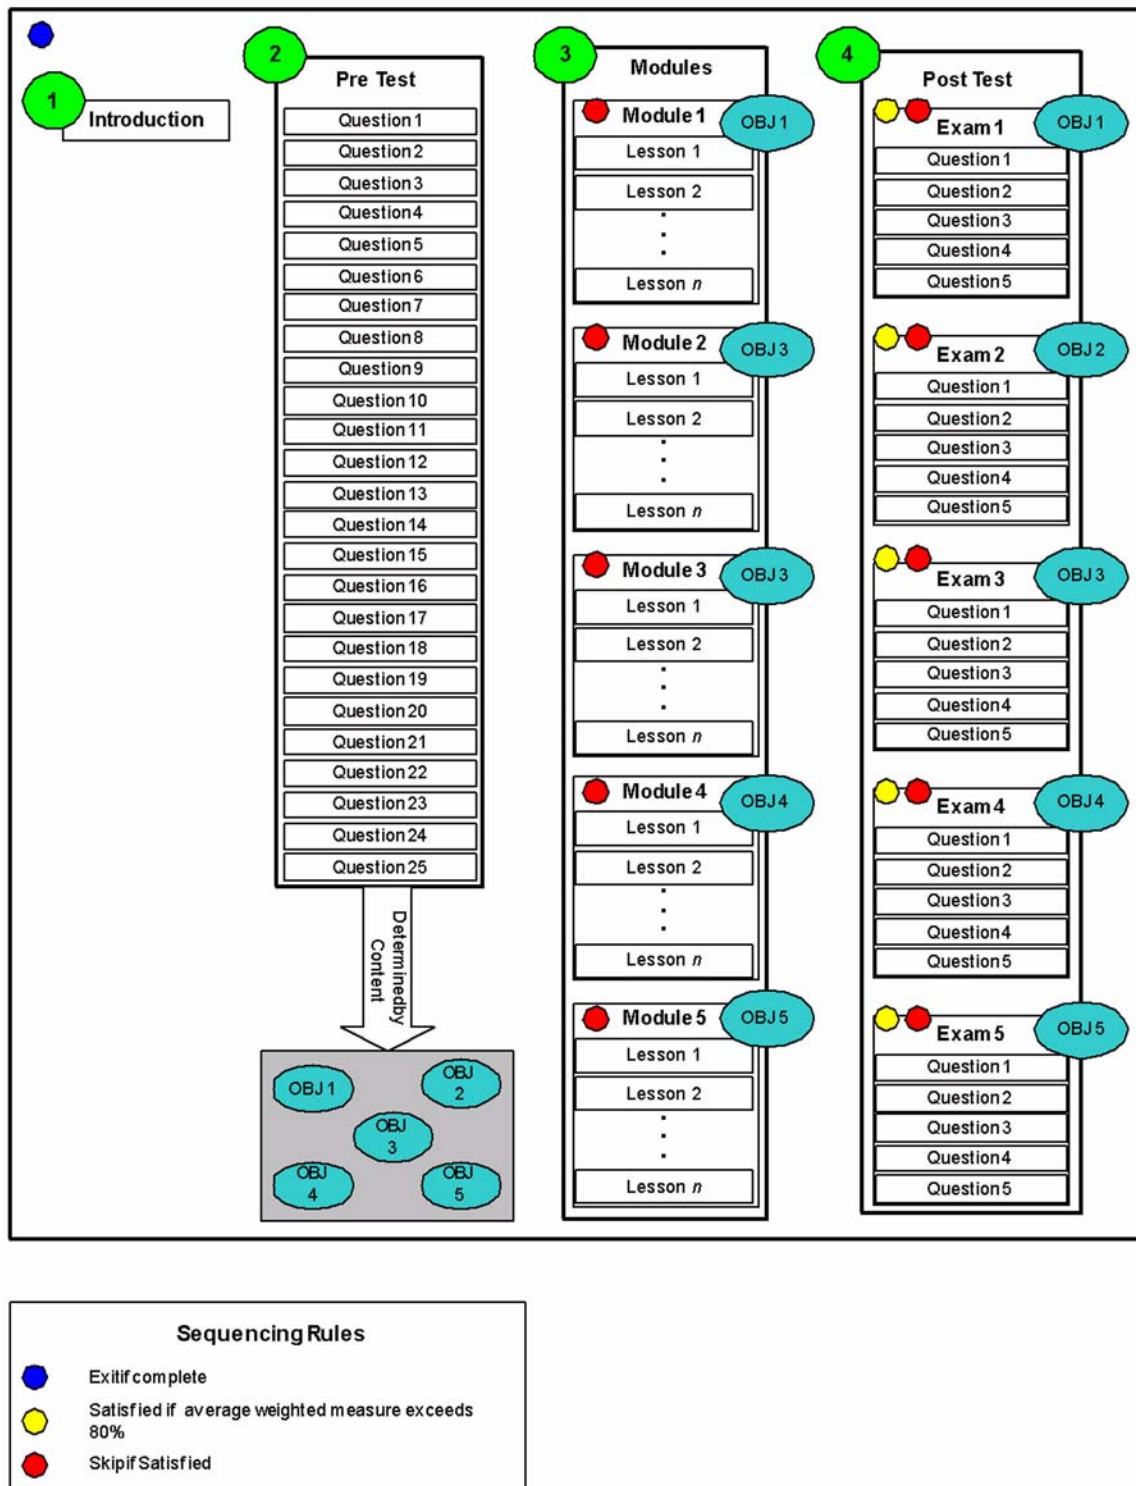 1
Introduction
2
Pre Test
Question 1
Question 2
Question 3
Question 4
Question 5
Question 6
Question 7
Question 8
Question 9
Question 10
Question 11
Question 12
Question 13
Question 14
Question 15
Question 16
Question 17
Question 18
Question 19
Question 20
Question 21
Question 22
Question 23
Question 24
Question 25
Determinedby
Content
OBJ 1
OBJ
2
OBJ
3
OBJ
4
OBJ
5
3
Modules
Module 1
OBJ 1
Lesson 1
Lesson 2
Lesson n
Module 2
OBJ 3
Lesson 1
Lesson 2
Lesson n
Module 3
OBJ 3
Lesson 1
Lesson 2
Lesson n
Module 4
OBJ 4
Lesson 1
Lesson 2
Lesson n
Module 5
OBJ 5
Lesson 1
Lesson 2
Lesson n
4
Post Test
Exam 1
OBJ 1
Question 1
Question 2
Question 3
Question 4
Question 5
Exam 2
OBJ 2
Question 1
Question 2
Question 3
Question 4
Question 5
Exam 3
OBJ 3
Question 1
Question 2
Question 3
Question 4
Question 5
Exam 4
OBJ 4
Question 1
Question 2
Question 3
Question 4
Question 5
Exam 5
OBJ 5
Question 1
Question 2
Question 3
Question 4
Question 5
Sequencing Rules
Exit if complete
Satisfied if average weighted measure exceeds
80%
Skip if Satisfied